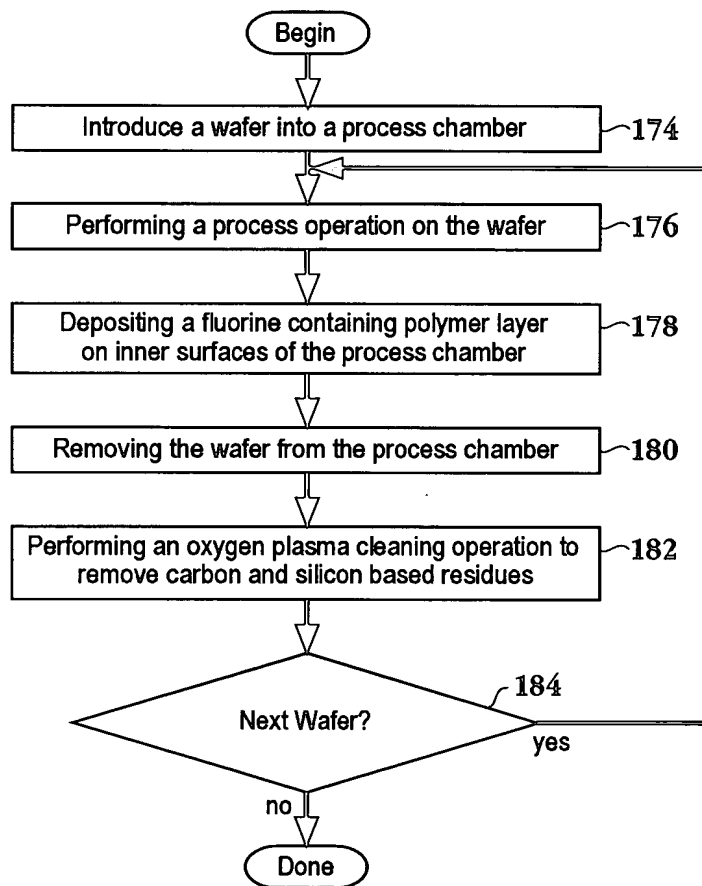 Begin
Introduce a wafer into a process chamber
174
Performing a process operation on the wafer
176
Depositing a fluorine containing polymer layer
on inner surfaces of the process chamber
178
Removing the wafer from the process chamber
180
Performing an oxygen plasma cleaning operation to
remove carbon and silicon based residues
182
184
Next Wafer?
yes
no
Done